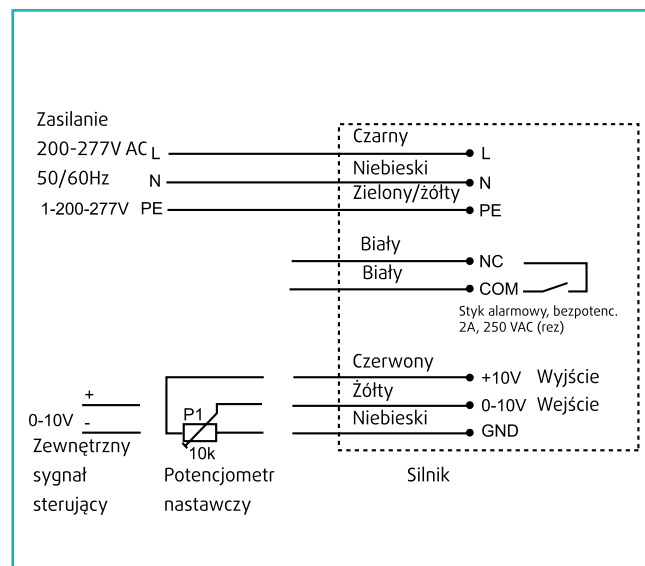 Zasilanie
200-277V AC L Czarny L
50/60Hz N Niebieski N
1-200-277V PE Zielony/żółty PE
Biały NC
Biały COM
Styk alarmowy, bezpotenc.
2A, 250 VAC (rez)
Czerwony +10V Wyjście
+ Żółty 0-10V Wejście
0-10V - P1 Niebieski GND
10k
Zewnętrzny
sygnał
sterujący
Potencjometr
nastawczy
Silnik